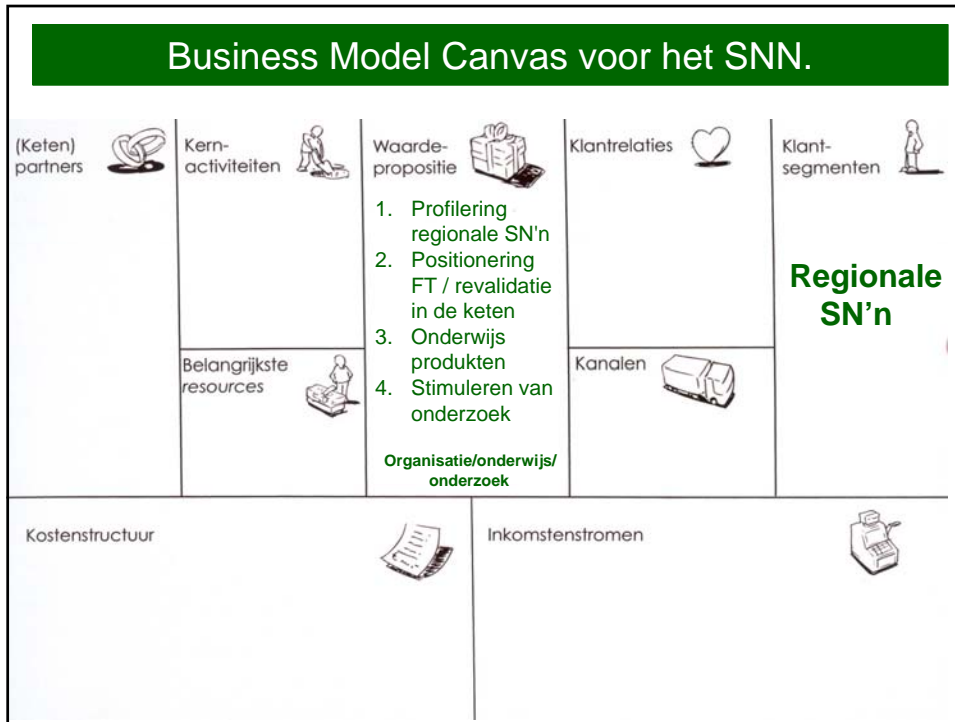 Business Model Canvas voor het SNN.
(Keten)
partners
Kern-
activiteiten
Belangrijkste
resources
Waarde-
propositie
1. Profilering
regionale SN'n
2. Positionering
FT / revalidatie
in de keten
3. Onderwijs
produkten
4. Stimuleren van
onderzoek
Organisatie/onderwijs/
onderzoek
Klantrelaties
Kanalen
Klant-
segmenten
Regionale
SN’n
Kostenstructuur
Inkomstenstromen